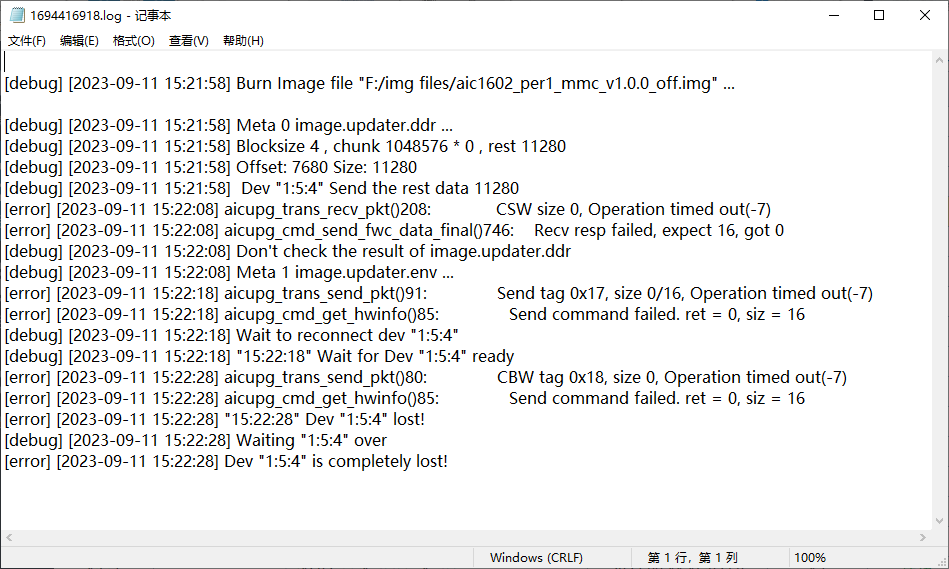 1694416918.log - 记事本
文件(F) 编辑(E) 格式(O) 查看(V) 帮助(H)
[debug] [2023-09-11 15:21:58] Burn Image file "F:/img files/aic1602_per1_mmc_v1.0.0_off.img" ...
[debug] [2023-09-11 15:21:58] Meta 0 image.updater.ddr ...
[debug] [2023-09-11 15:21:58] Blocksize 4 , chunk 1048576 * 0 , rest 11280
[debug] [2023-09-11 15:21:58] Offset: 7680 Size: 11280
[debug] [2023-09-11 15:21:58]  Dev "1:5:4" Send the rest data 11280
[error] [2023-09-11 15:22:08] aicupg_trans_recv_pkt()208: CSW size 0, Operation timed out(-7)
[error] [2023-09-11 15:22:08] aicupg_cmd_send_fwc_data_final()746: Recv resp failed, expect 16, got 0
[debug] [2023-09-11 15:22:08] Don't check the result of image.updater.ddr
[debug] [2023-09-11 15:22:08] Meta 1 image.updater.env ...
[error] [2023-09-11 15:22:18] aicupg_trans_send_pkt()91: Send tag 0x17, size 0/16, Operation timed out(-7)
[error] [2023-09-11 15:22:18] aicupg_cmd_get_hwinfo()85: Send command failed. ret = 0, siz = 16
[debug] [2023-09-11 15:22:18] Wait to reconnect dev "1:5:4"
[debug] [2023-09-11 15:22:18] "15:22:18" Wait for Dev "1:5:4" ready
[error] [2023-09-11 15:22:28] aicupg_trans_send_pkt()80: CBW tag 0x18, size 0, Operation timed out(-7)
[error] [2023-09-11 15:22:28] aicupg_cmd_get_hwinfo()85: Send command failed. ret = 0, siz = 16
[error] [2023-09-11 15:22:28] "15:22:28" Dev "1:5:4" lost!
[debug] [2023-09-11 15:22:28] Waiting "1:5:4" over
[error] [2023-09-11 15:22:28] Dev "1:5:4" is completely lost!
Windows (CRLF) 第 1 行，第 1 列 100%